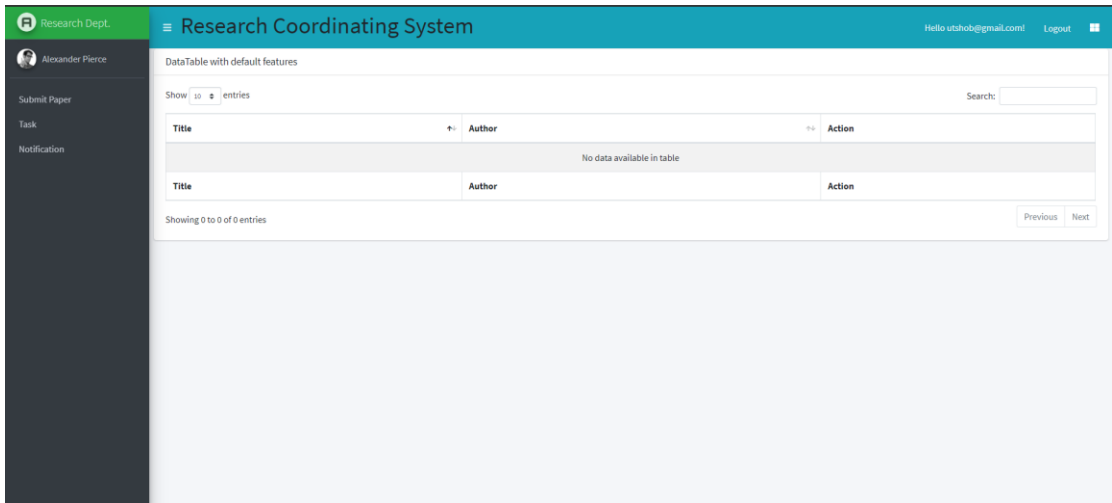 Research Dept.
Research Coordinating System
Hello utshob@gmail.com!
Logout
Alexander Pierce
Submit Paper
Task
Notification
DataTable with default features
Show 10 entries
Search:
Title Author Action
No data available in table
Title Author Action
Showing 0 to 0 of 0 entries
Previous Next